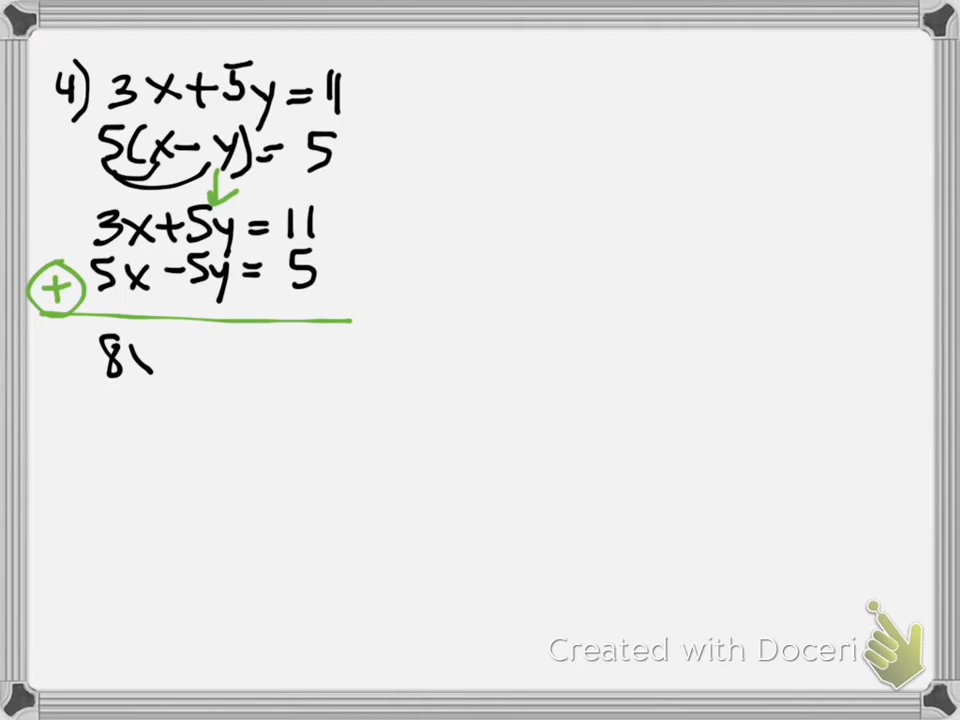 4) 3x+5y=11
5(x-y)=5
3x+5y=11
+ 5x-5y=5
8\
Created with Doceri